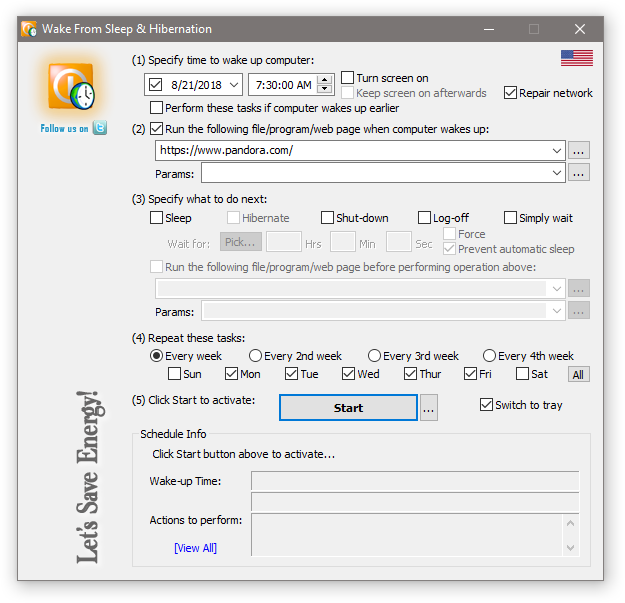 Wake From Sleep & Hibernation
(1) Specify time to wake up computer:
8/21/2018 7:30:00 AM
Turn screen on
Keep screen on afterwards
Repair network
Perform these tasks if computer wakes up earlier
Follow us on t
(2) Run the following file/program/web page when computer wakes up:
https://www.pandora.com/ ...
Params: ...
(3) Specify what to do next:
Sleep Hibernate Shut-down Log-off Simply wait
Wait for: Pick... Hrs Min Sec
Force
Prevent automatic sleep
Run the following file/program/web page before performing operation above:
...
Params: ...
(4) Repeat these tasks:
Every week Every 2nd week Every 3rd week Every 4th week
Sun Mon Tue Wed Thur Fri Sat All
(5) Click Start to activate: Start ... Switch to tray
Let's Save Energy!
Schedule Info
Click Start button above to activate...
Wake-up Time:
Actions to perform:
[View All]